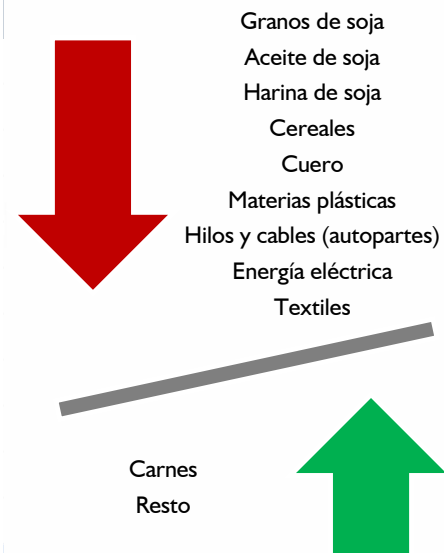 Granos de soja
Aceite de soja
Harina de soja
Cereales
Cuero
Materias plásticas
Hilos y cables (autopartes)
Energía eléctrica
Textiles
Carnes
Resto